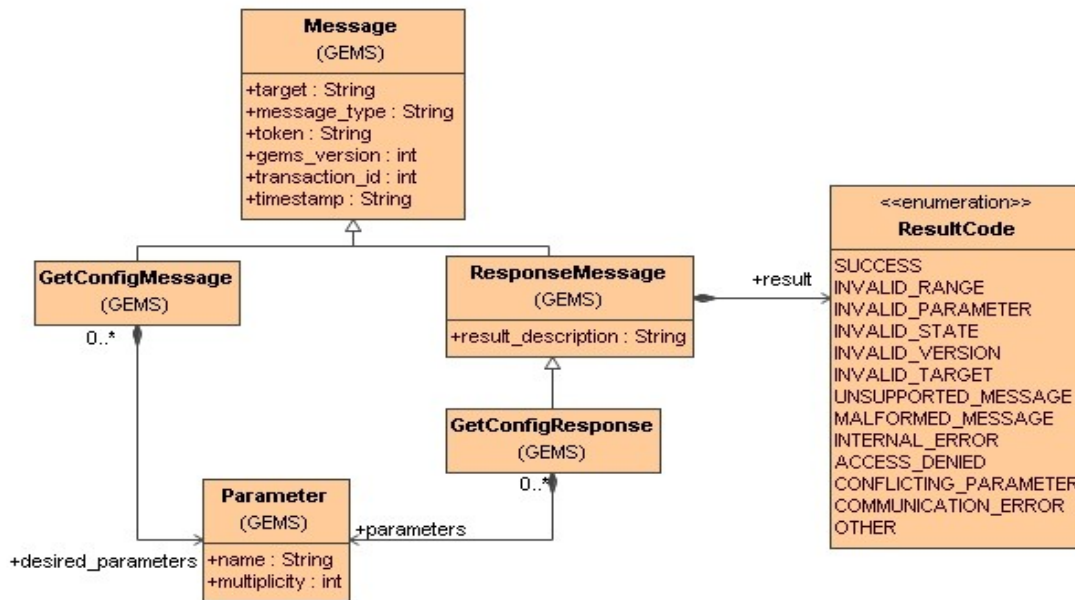 Message
(GEMS)
+target : String
+message_type : String
+token : String
+gems_version : int
+transaction_id : int
+timestamp : String
GetConfigMessage
(GEMS)
0..*
ResponseMessage
(GEMS)
+result_description : String
+result
<<enumeration>>
ResultCode
SUCCESS
INVALID_RANGE
INVALID_PARAMETER
INVALID_STATE
INVALID_VERSION
INVALID_TARGET
UNSUPPORTED_MESSAGE
MALFORMED_MESSAGE
INTERNAL_ERROR
ACCESS_DENIED
CONFLICTING_PARAMETER
COMMUNICATION_ERROR
OTHER
GetConfigResponse
(GEMS)
0..*
Parameter
(GEMS)
+name : String
+multiplicity : int
+parameters
+desired_parameters